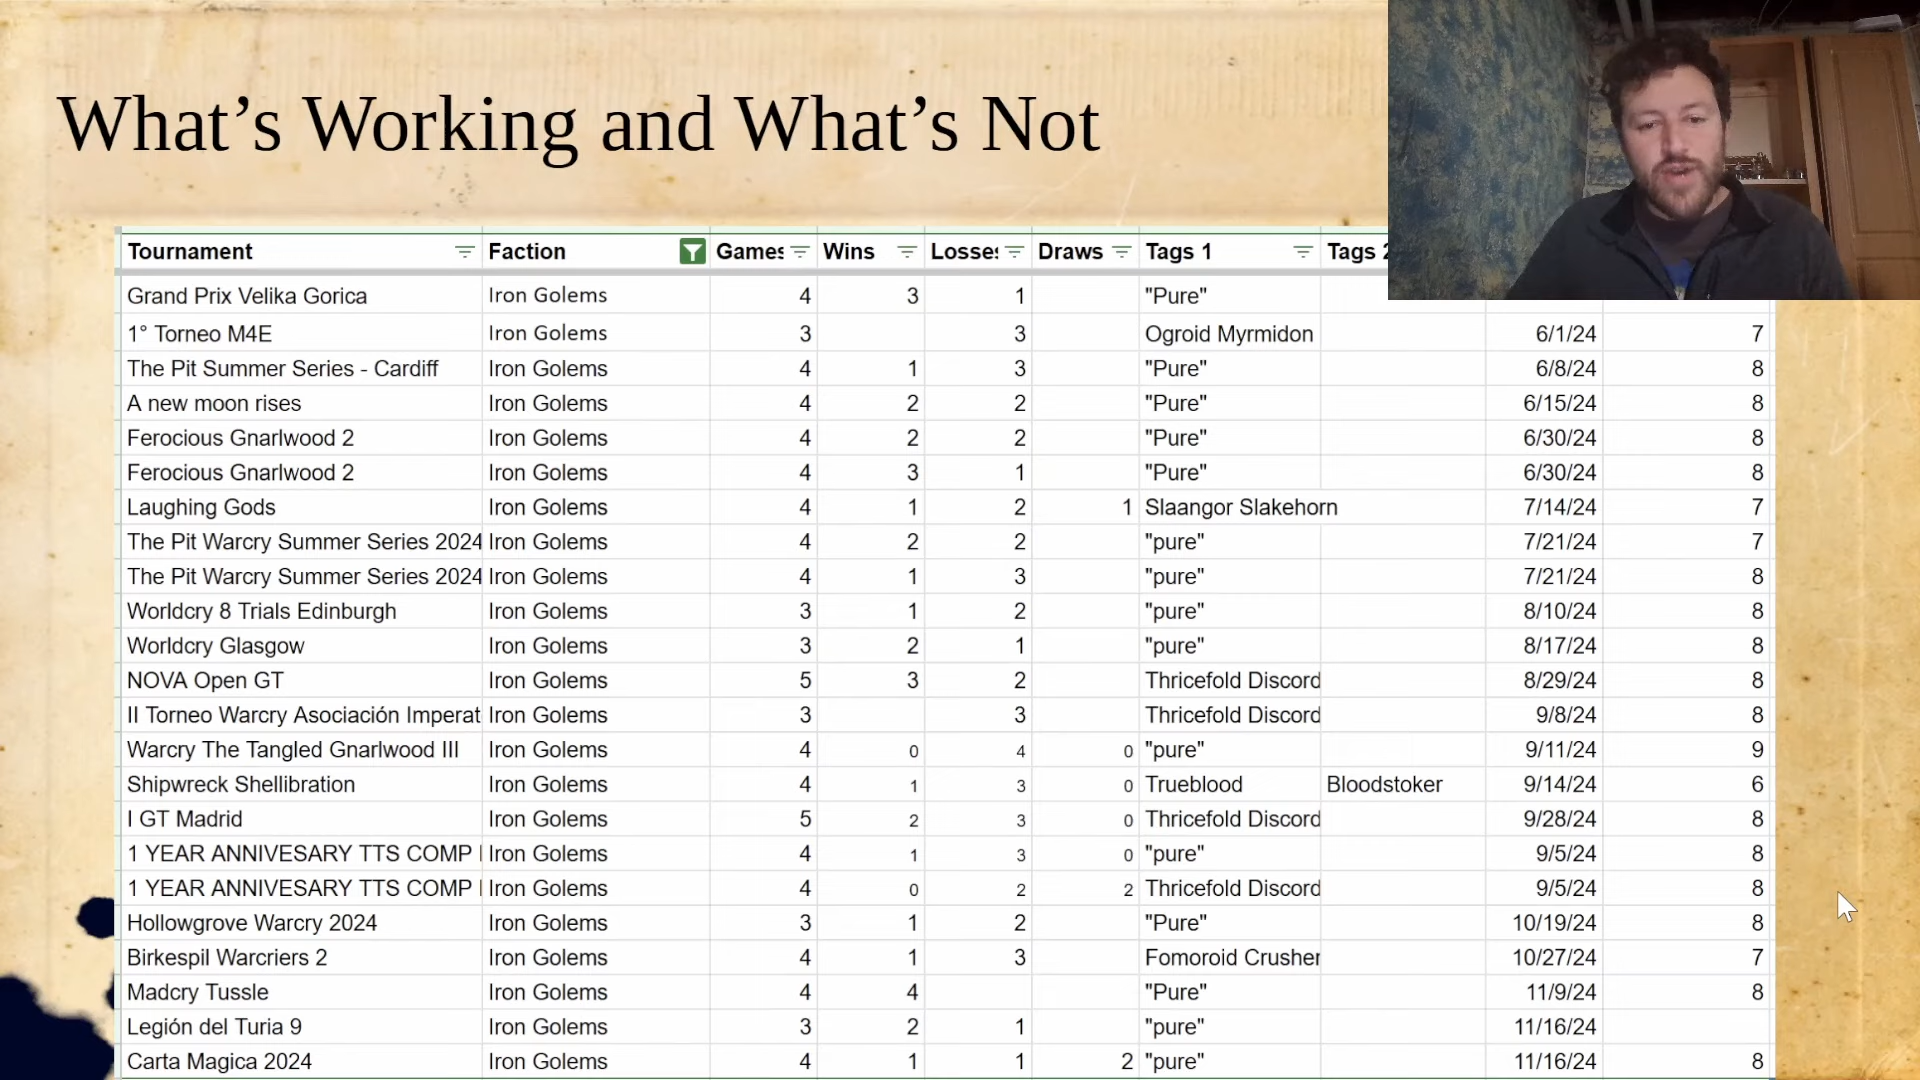 What's Working and What's Not
Tournament Faction Games Wins Losses Draws Tags 1 Tags 2
Grand Prix Velika Gorica Iron Golems 4 3 1 "Pure"
1° Torneo M4E Iron Golems 3 3 Ogroid Myrmidon 6/1/24 7
The Pit Summer Series - Cardiff Iron Golems 4 1 3 "Pure" 6/8/24 8
A new moon rises Iron Golems 4 2 2 "Pure" 6/15/24 8
Ferocious Gnarlwood 2 Iron Golems 4 2 2 "Pure" 6/30/24 8
Ferocious Gnarlwood 2 Iron Golems 4 3 1 "Pure" 6/30/24 8
Laughing Gods Iron Golems 4 1 2 1 Slaangor Slakehorn 7/14/24 7
The Pit Warcry Summer Series 2024 Iron Golems 4 2 2 "pure" 7/21/24 7
The Pit Warcry Summer Series 2024 Iron Golems 4 1 3 "pure" 7/21/24 8
Worldcry 8 Trials Edinburgh Iron Golems 3 1 2 "pure" 8/10/24 8
Worldcry Glasgow Iron Golems 3 2 1 "pure" 8/17/24 8
NOVA Open GT Iron Golems 5 3 2 Thricefold Discord 8/29/24 8
II Torneo Warcry Asociación Imperat Iron Golems 3 3 Thricefold Discord 9/8/24 8
Warcry The Tangled Gnarlwood III Iron Golems 4 0 4 0 "pure" 9/11/24 9
Shipwreck Shellibration Iron Golems 4 1 3 0 Trueblood Bloodstoker 9/14/24 6
I GT Madrid Iron Golems 5 2 3 0 Thricefold Discord 9/28/24 8
1 YEAR ANNIVESARY TTS COMP Iron Golems 4 1 3 0 "pure" 9/5/24 8
1 YEAR ANNIVESARY TTS COMP Iron Golems 4 0 2 2 Thricefold Discord 9/5/24 8
Hollowgrove Warcry 2024 Iron Golems 3 1 2 "Pure" 10/19/24 8
Birkespil Warcriers 2 Iron Golems 4 1 3 Fomoroid Crusher 10/27/24 7
Madcry Tussle Iron Golems 4 4 "Pure" 11/9/24 8
Legión del Turia 9 Iron Golems 3 2 1 "pure" 11/16/24
Carta Magica 2024 Iron Golems 4 1 1 2 "pure" 11/16/24 8